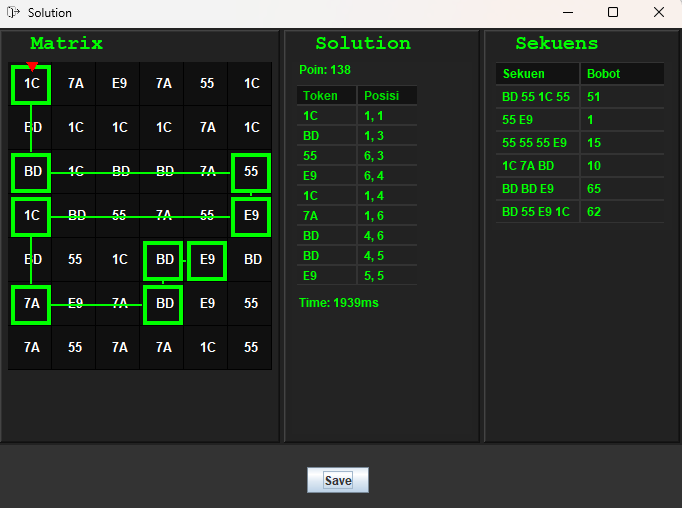 Solution
Matrix
1C 7A E9 7A 55 1C
BD 1C 1C 1C 7A 1C
BD 1C BD BD 7A 55
1C BD 55 7A 55 E9
BD 55 1C BD E9 BD
7A E9 7A BD E9 55
7A 55 7A 7A 1C 55
Solution
Poin: 138
Token Posisi
1C 1, 1
BD 1, 3
55 6, 3
E9 6, 4
1C 1, 4
7A 1, 6
BD 4, 6
BD 4, 5
E9 5, 5
Time: 1939ms
Sekuens
Sekuen Bobot
BD 55 1C 55 51
55 E9 1
55 55 55 E9 15
1C 7A BD 10
BD BD E9 65
BD 55 E9 1C 62
Save